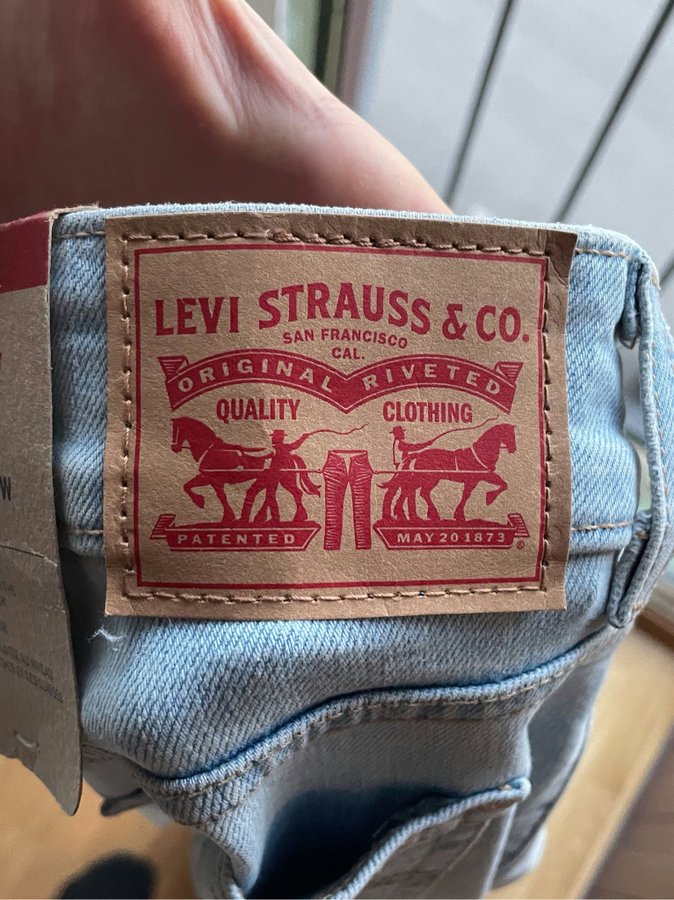 LEVI STRAUSS & CO.
SAN FRANCISCO
CAL.
ORIGINAL RIVETED
QUALITY CLOTHING
PATENTED MAY 20 1873 ®
W